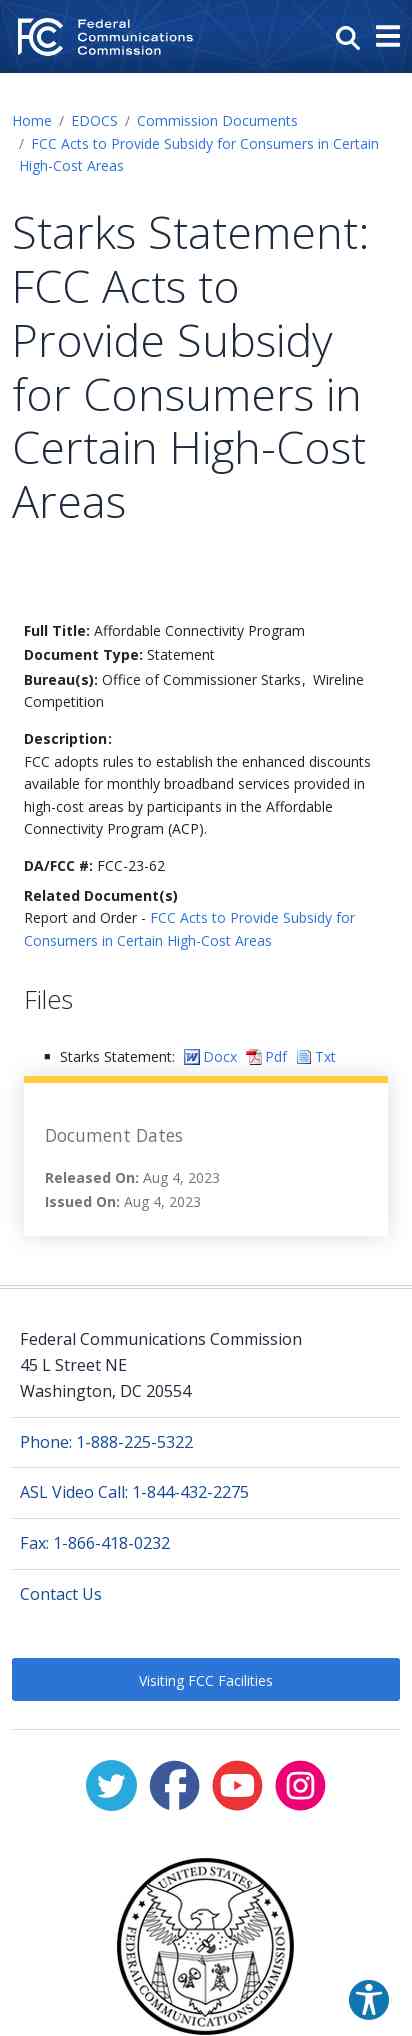 Federal
Communications
Commission
Home / EDOCS / Commission Documents
/ FCC Acts to Provide Subsidy for Consumers in Certain
High-Cost Areas
Starks Statement:
FCC Acts to
Provide Subsidy
for Consumers in
Certain High-Cost
Areas
Full Title: Affordable Connectivity Program
Document Type: Statement
Bureau(s): Office of Commissioner Starks, Wireline
Competition
Description:
FCC adopts rules to establish the enhanced discounts
available for monthly broadband services provided in
high-cost areas by participants in the Affordable
Connectivity Program (ACP).
DA/FCC #: FCC-23-62
Related Document(s)
Report and Order - FCC Acts to Provide Subsidy for
Consumers in Certain High-Cost Areas
Files
Starks Statement: Docx Pdf Txt
Document Dates
Released On: Aug 4, 2023
Issued On: Aug 4, 2023
Federal Communications Commission
45 L Street NE
Washington, DC 20554
Phone: 1-888-225-5322
ASL Video Call: 1-844-432-2275
Fax: 1-866-418-0232
Contact Us
Visiting FCC Facilities
UNITED STATES
FEDERAL COMMUNICATIONS COMMISSION